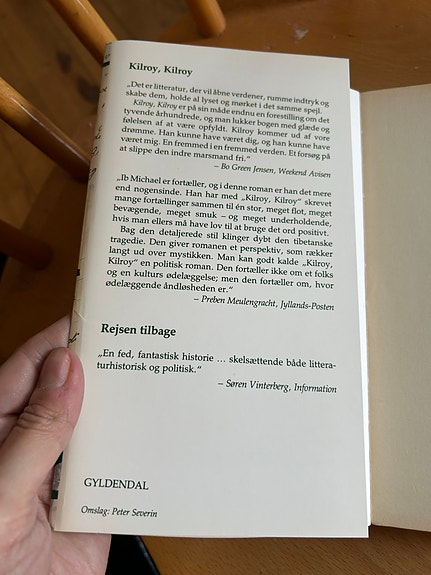 Kilroy, Kilroy
„Det er litteratur, der vil åbne verdener, rumme indtryk og
skabe dem, holde al lyset og mørket i det samme spejl.
Kilroy, Kilroy er på sin måde endnu en forestilling om det
tyvende århundrede, og man lukker bogen med glæde og
følelsen af at være opfyldt. Kilroy kommer ud af vore
drømme. Han kunne have været dig, og han kunne have
været mig. En fremmed i en fremmed verden. Et forsøg på
at slippe den indre marsmand fri.“
– Bo Green Jensen, Weekend Avisen
„Ib Michael er fortæller, og i denne roman er han det mere
end nogensinde. Han har med „Kilroy, Kilroy“ skrevet
mange fortællinger sammen til én stor, meget flot, meget
bevægende, meget smuk – og meget underholdende,
hvis man ellers må have lov til at bruge det ord positivt.
Bag den detaljerede stil klinger dybt den tibetanske
tragedie. Den giver romanen et perspektiv, som rækker
langt ud over mystikken. Man kan godt kalde „Kilroy,
Kilroy“ en politisk roman. Den fortæller ikke om et folks
og en kulturs ødelæggelse; men den fortæller om, hvor
ødelæggende åndløsheden er.“
– Preben Meulengracht, Jyllands-Posten
Rejsen tilbage
„En fed, fantastisk historie ... skelsættende både littera-
turhistorisk og politisk.“
– Søren Vinterberg, Information
GYLDENDAL
Omslag: Peter Severin